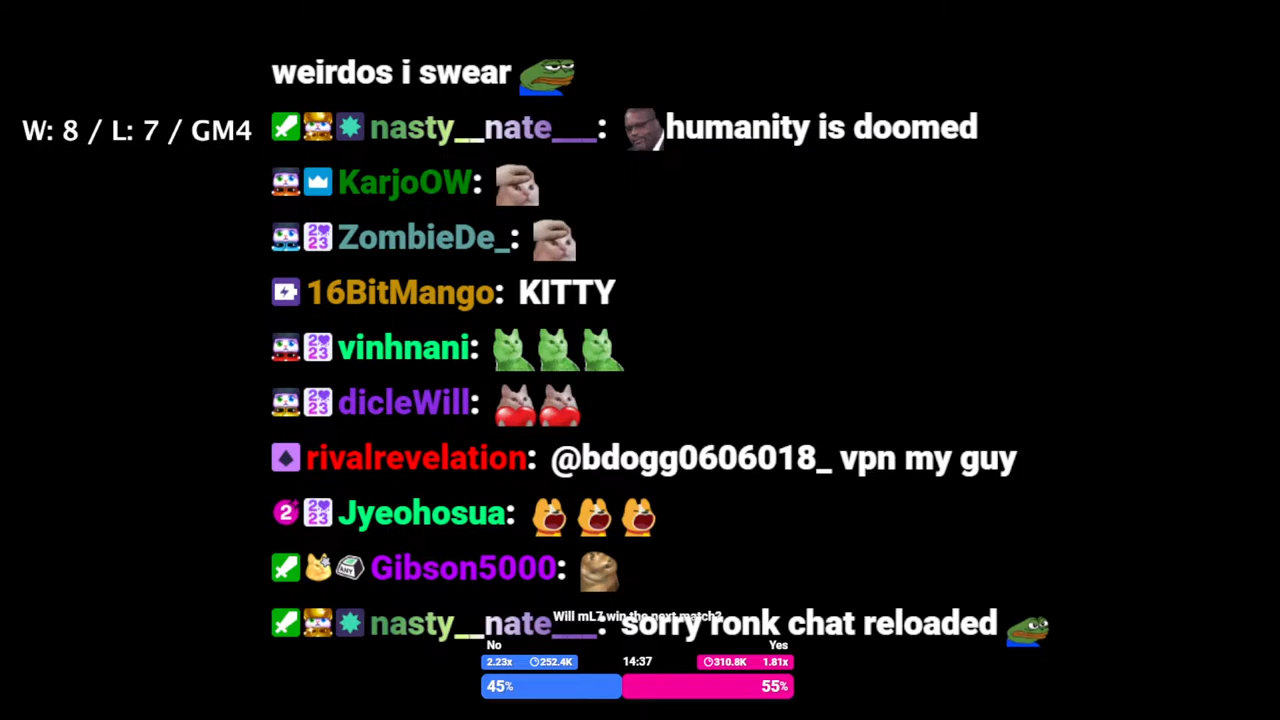 weirdos i swear
W: 8 / L: 7 / GM4
nasty__nate___: humanity is doomed
KarjoOW:
ZombieDe_:
16BitMango: KITTY
vinhnani:
dicleWill:
rivalrevelation: @bdogg0606018_ vpn my guy
2 Jyeohosua:
Gibson5000:
nasty__nate___: sorry ronk chat reloaded
Will mL7 win the next match?
No Yes
2.23x 252.4K 14:37 310.8K 1.81x
45% 55%